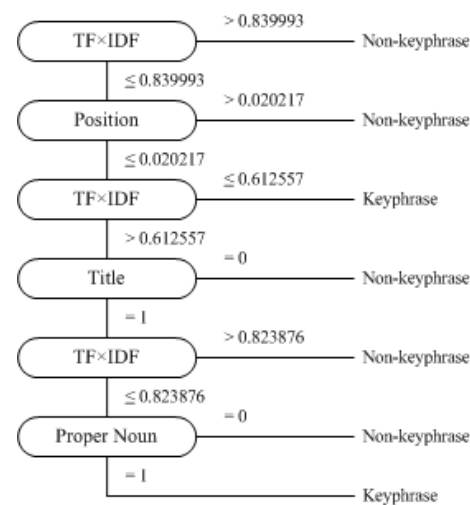 > 0.839993
TF×IDF
Non-keyphrase
≤ 0.839993
> 0.020217
Position
Non-keyphrase
≤ 0.020217
≤ 0.612557
TF×IDF
Keyphrase
> 0.612557
= 0
Title
Non-keyphrase
= 1
> 0.823876
TF×IDF
Non-keyphrase
≤ 0.823876
= 0
Proper Noun
Non-keyphrase
= 1
Keyphrase